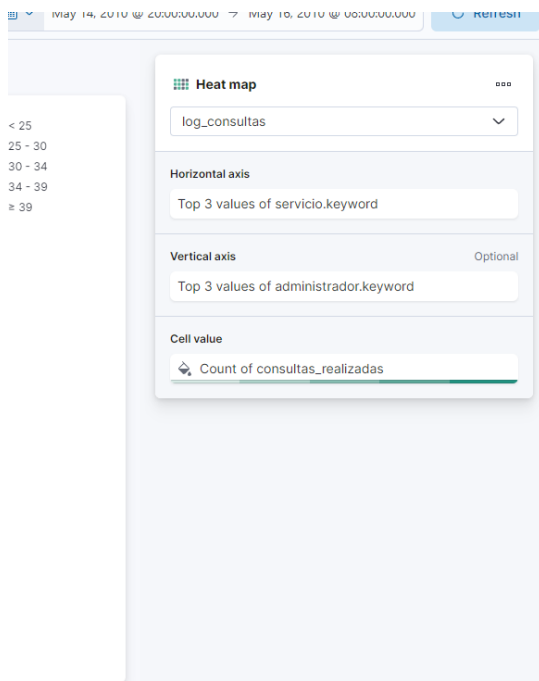 May 14, 2010 @ 20:00:00.000 → May 16, 2010 @ 08:00:00.000 Refresh
Heat map
log_consultas
< 25
25 - 30
30 - 34
34 - 39
≥ 39
Horizontal axis
Top 3 values of servicio.keyword
Vertical axis Optional
Top 3 values of administrador.keyword
Cell value
Count of consultas_realizadas